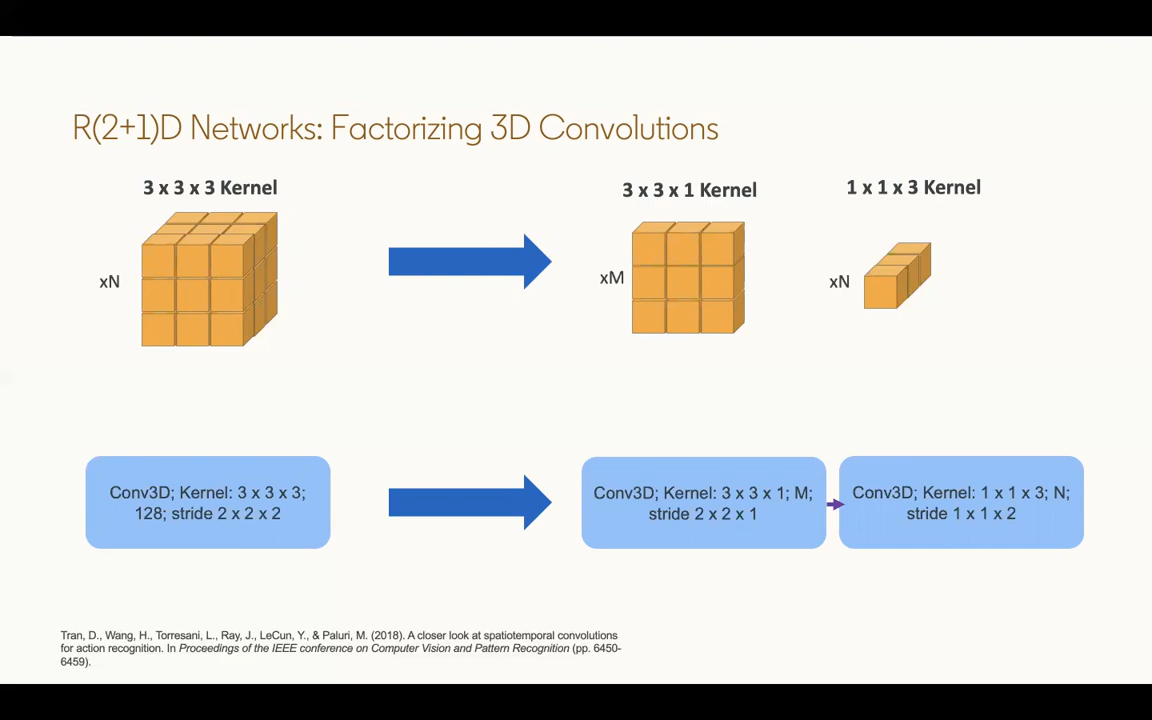 R(2+1)D Networks: Factorizing 3D Convolutions
3 x 3 x 3 Kernel
3 x 3 x 1 Kernel
1 x 1 x 3 Kernel
xN
xM
xN
Conv3D; Kernel: 3 x 3 x 3;
128; stride 2 x 2 x 2
Conv3D; Kernel: 3 x 3 x 1; M;
stride 2 x 2 x 1
Conv3D; Kernel: 1 x 1 x 3; N;
stride 1 x 1 x 2
Tran, D., Wang, H., Torresani, L., Ray, J., LeCun, Y., & Paluri, M. (2018). A closer look at spatiotemporal convolutions
for action recognition. In Proceedings of the IEEE conference on Computer Vision and Pattern Recognition (pp. 6450-
6459).